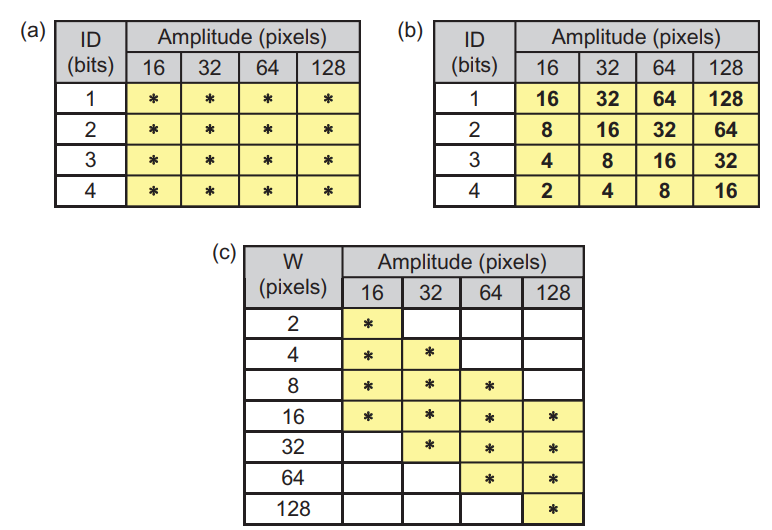 (a)
ID (bits) Amplitude (pixels)
16 32 64 128
1 * * * *
2 * * * *
3 * * * *
4 * * * *
(b)
ID (bits) Amplitude (pixels)
16 32 64 128
1 16 32 64 128
2 8 16 32 64
3 4 8 16 32
4 2 4 8 16
(c)
W (pixels) Amplitude (pixels)
16 32 64 128
2 *
4 * *
8 * * *
16 * * * *
32 * * *
64 * *
128 *